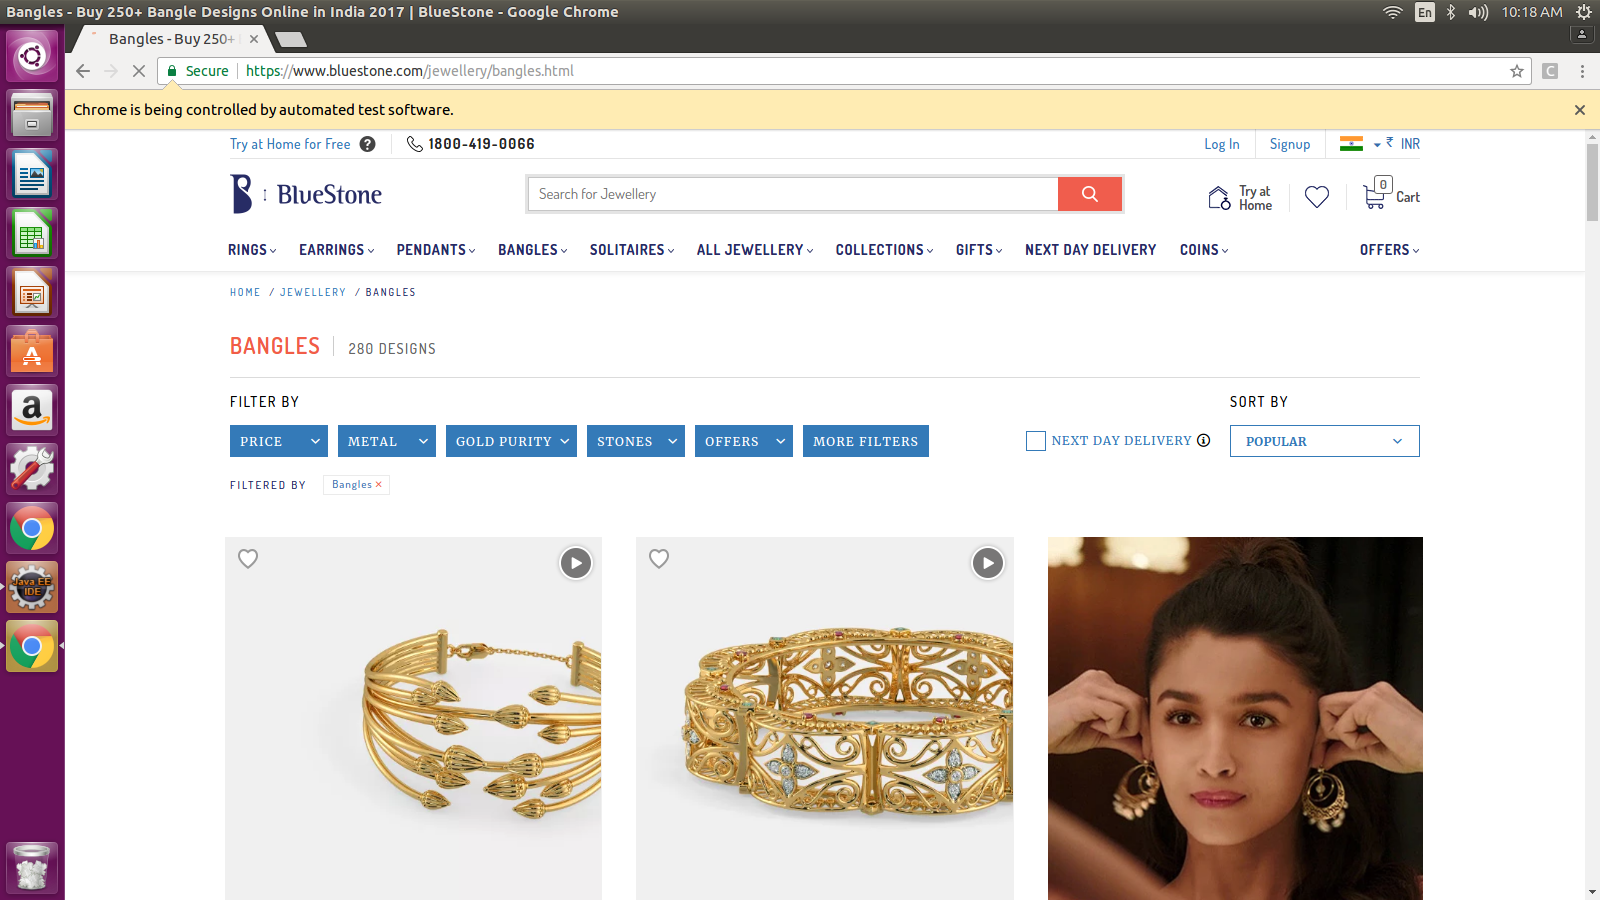 Bangles - Buy 250+ Bangle Designs Online in India 2017 | BlueStone - Google Chrome
En
10:18 AM
Bangles - Buy 250+
Secure
https://www.bluestone.com/jewellery/bangles.html
C
Chrome is being controlled by automated test software.
Try at Home for Free ?
1800-419-0066
Log In
Signup
₹ INR
BlueStone
Search for Jewellery
Try at
Home
0
Cart
RINGS EARRINGS PENDANTS BANGLES SOLITAIRES ALL JEWELLERY COLLECTIONS GIFTS NEXT DAY DELIVERY COINS OFFERS
HOME / JEWELLERY / BANGLES
BANGLES 280 DESIGNS
FILTER BY
SORT BY
PRICE METAL GOLD PURITY STONES OFFERS MORE FILTERS
NEXT DAY DELIVERY
POPULAR
FILTERED BY Bangles ×
A
a
Java EE
IDE